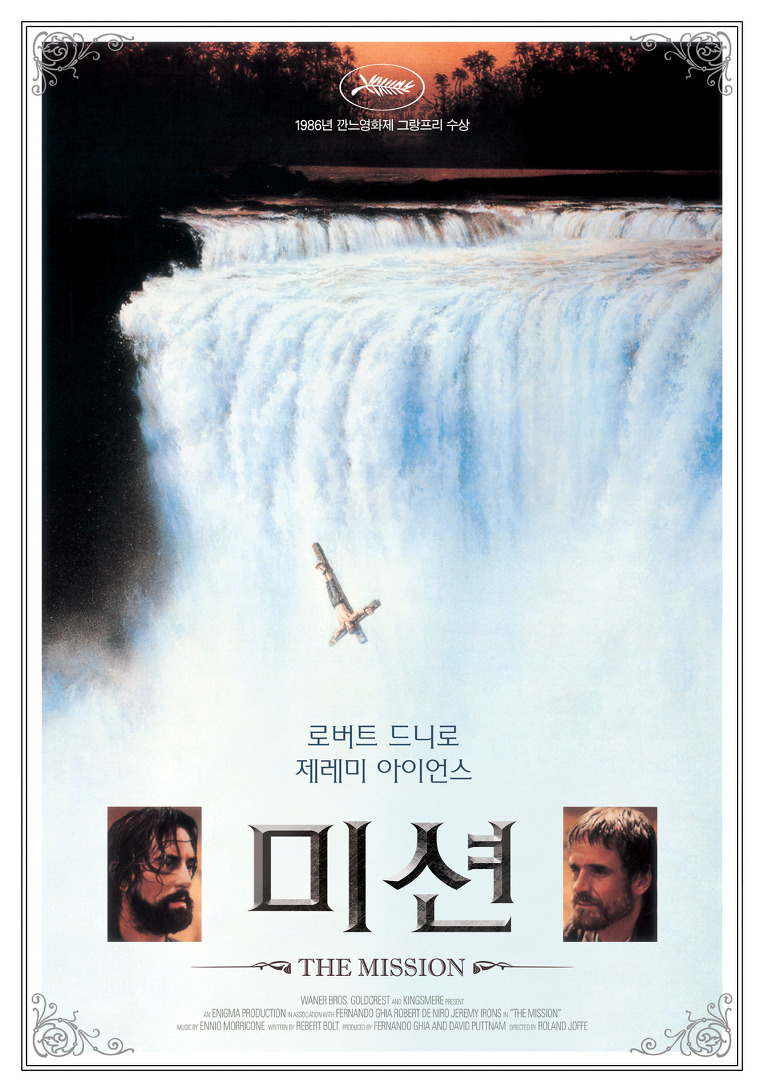 1986년 깐느영화제 그랑프리 수상
로버트 드니로
제레미 아이언스
미션
THE MISSION
WANER BROS. GOLDCREST AND KINGSMERE PRESENT
AN ENIGMA PRODUCTION IN ASSOCIATION WITH FERNANDO GHIA ROBERT DE NIRO JEREMY IRONS IN "THE MISSION"
MUSIC BY ENNIO MORRICONE WRITTEN BY REBERT BOLT PRODUCED BY FERNANDO GHIA AND DAVID PUTTNAM DIRECTED BY ROLAND JOFFE